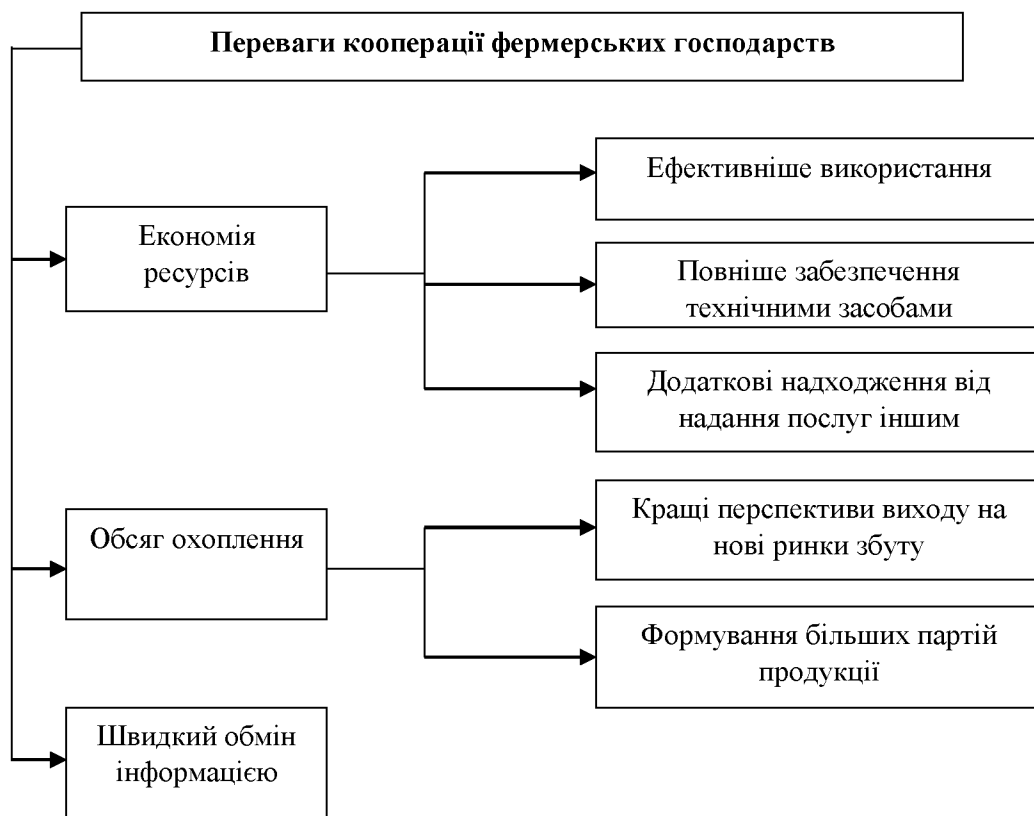 Переваги кооперації фермерських господарств
Ефективніше використання
Економія
ресурсів
Повніше забезпечення
технічними засобами
Додаткові надходження від
надання послуг іншим
Обсяг охоплення
Кращі перспективи виходу на
нові ринки збуту
Формування більших партій
продукції
Швидкий обмін
інформацією